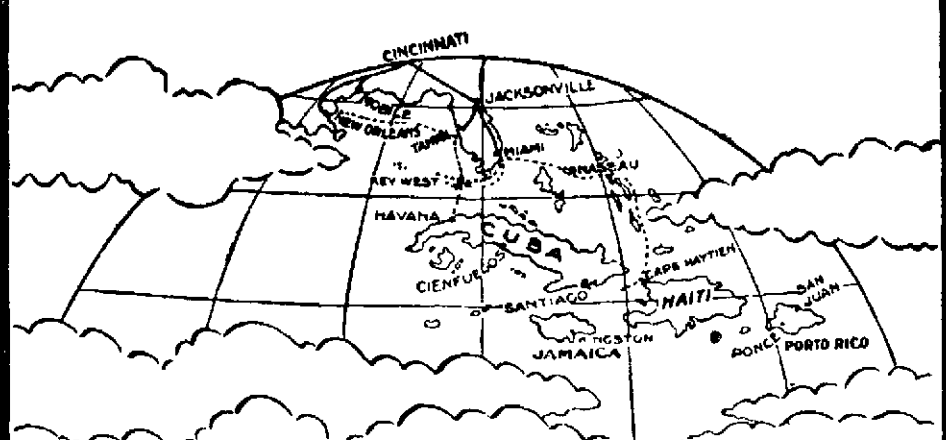 CINCINNATI
JACKSONVILLE
MOBILE
NEW ORLEANS
TAMPA
MIAMI
NASSAU
KEY WEST
HAVANA
CUBA
CIENFUEGOS
CAPE HAYTIEN
SANTIAGO
HAITI
SAN
JUAN
KINGSTON
JAMAICA
PONCE
PORTO RICO